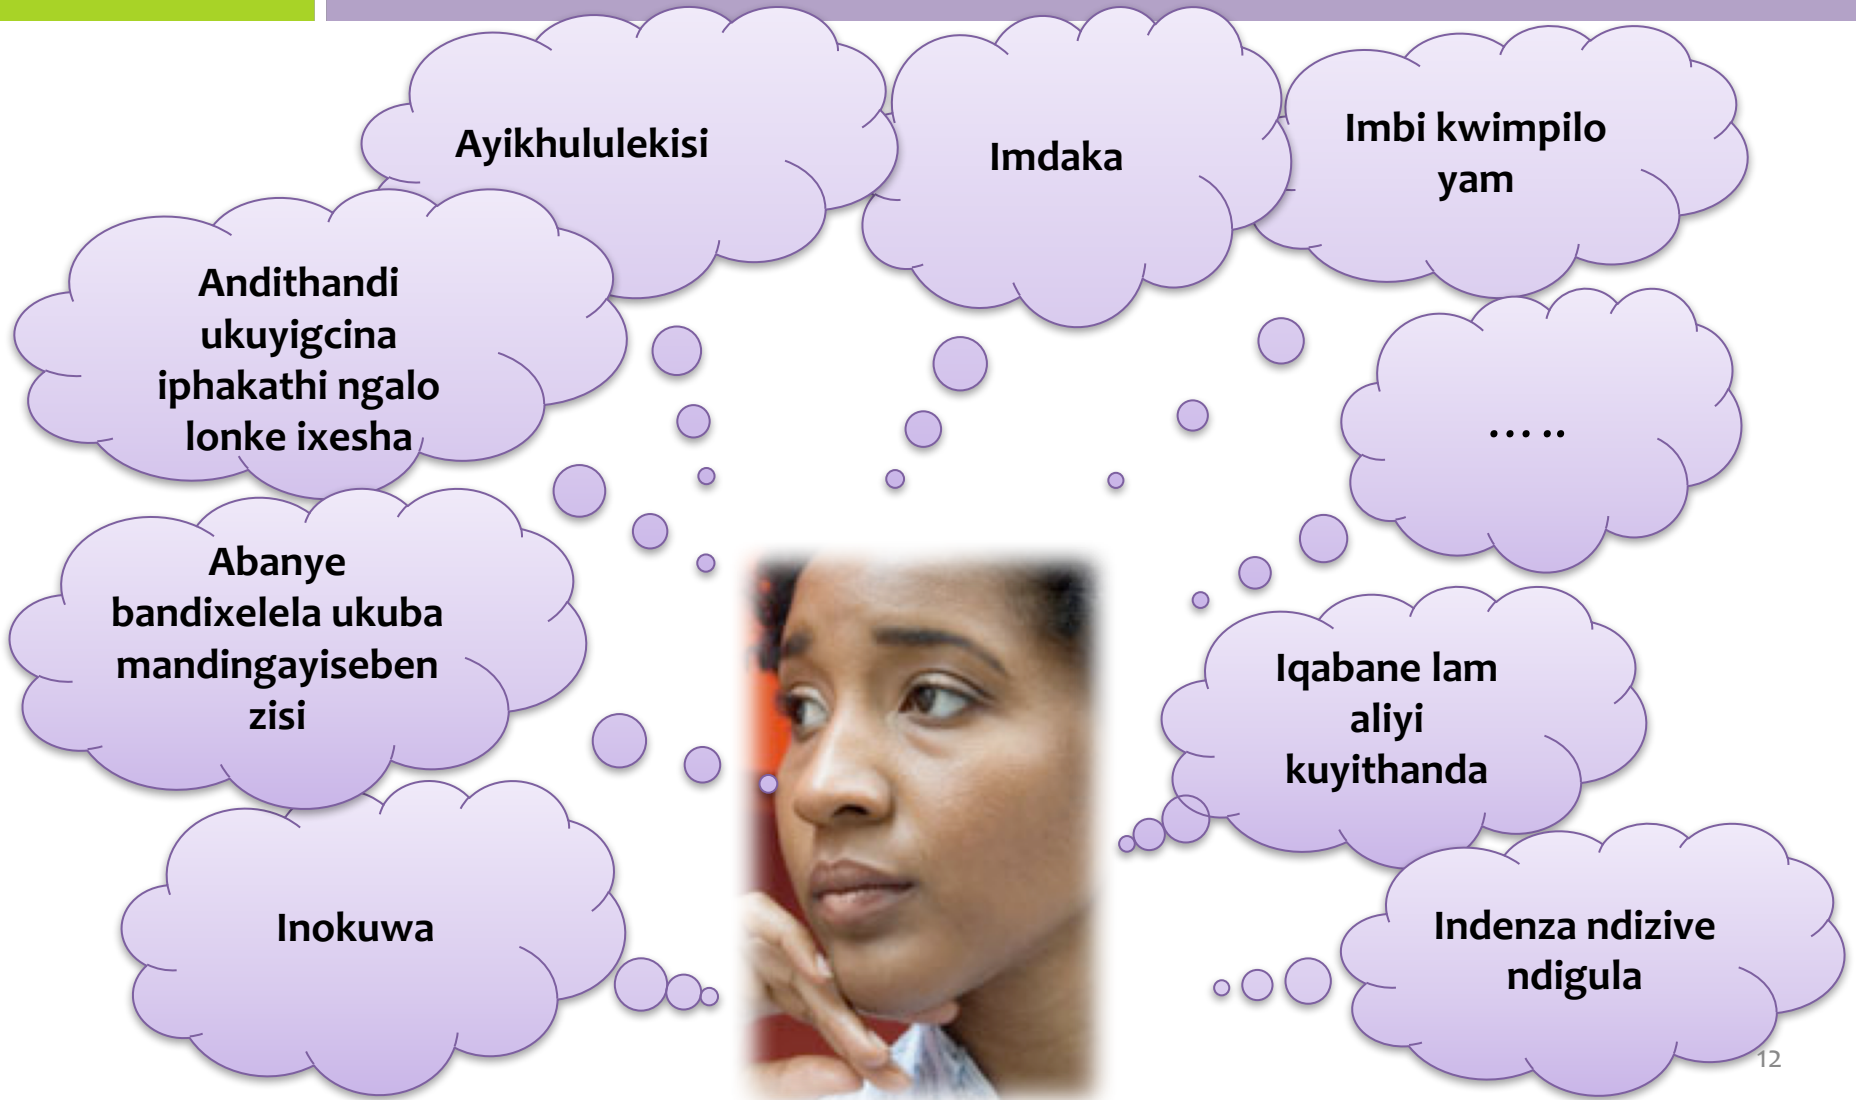 Ayikhululekisi
Imdaka
Imbi kwimpilo
yam
Andithandi
ukuyigcina
iphakathi ngalo
lonke ixesha
…..
Abanye
bandixelela ukuba
mandingayiseben
zisi
Iqabane lam
aliyi
kuyithanda
Inokuwa
Indenza ndizive
ndigula
12